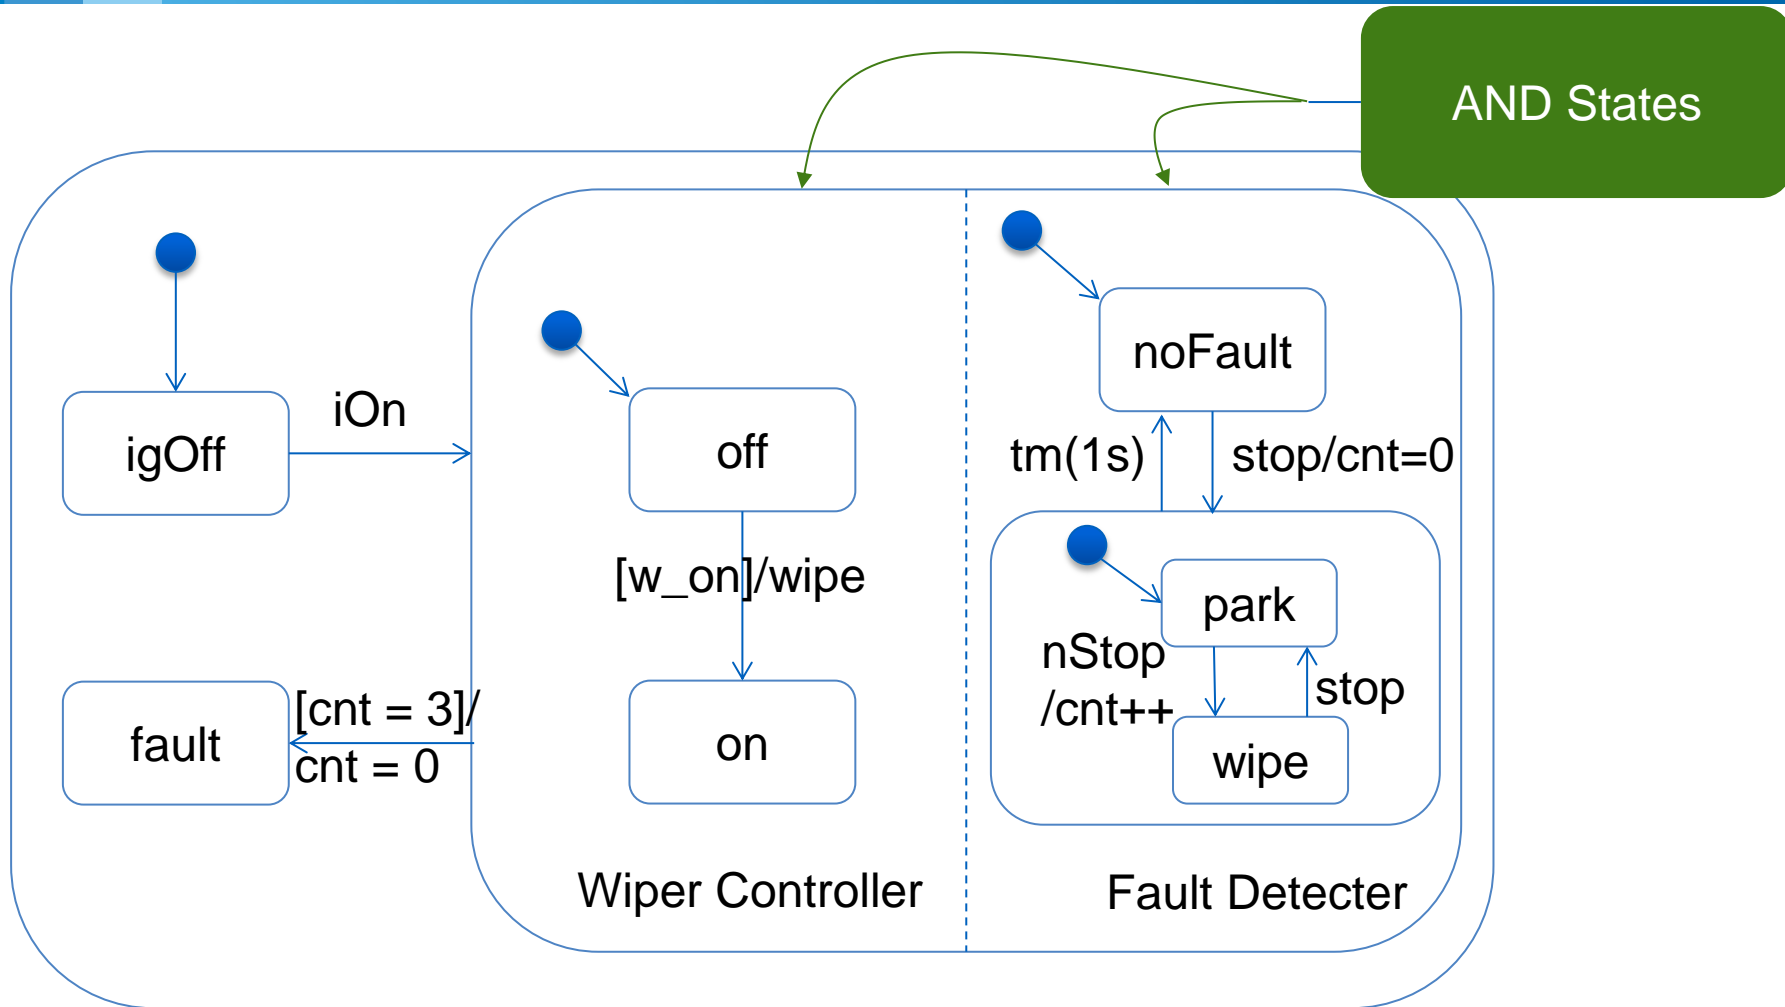 AND States
iOn
igOff
off
noFault
tm(1s)
stop/cnt=0
[w_on]/wipe
park
nStop
/cnt++
stop
wipe
[cnt = 3]/
cnt = 0
fault
on
Wiper Controller
Fault Detecter